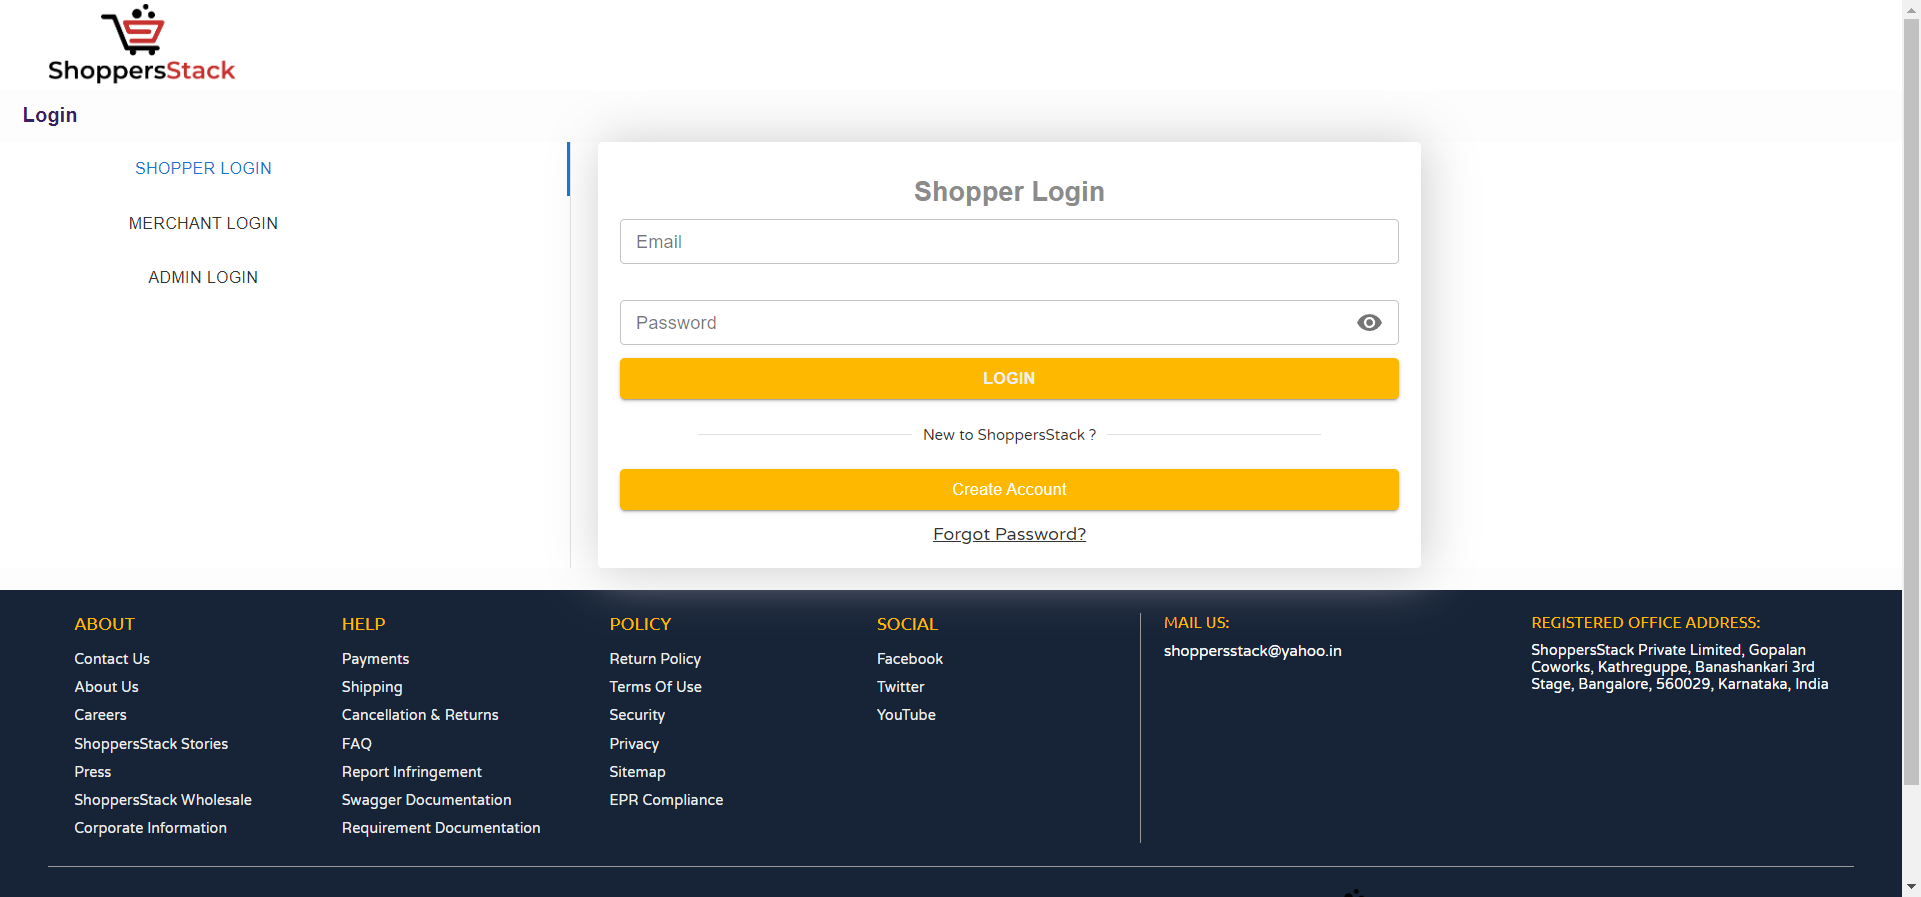 ShoppersStack
Login
SHOPPER LOGIN
MERCHANT LOGIN
ADMIN LOGIN
Shopper Login
Email
Password
LOGIN
New to ShoppersStack ?
Create Account
Forgot Password?
ABOUT
Contact Us
About Us
Careers
ShoppersStack Stories
Press
ShoppersStack Wholesale
Corporate Information
HELP
Payments
Shipping
Cancellation & Returns
FAQ
Report Infringement
Swagger Documentation
Requirement Documentation
POLICY
Return Policy
Terms Of Use
Security
Privacy
Sitemap
EPR Compliance
SOCIAL
Facebook
Twitter
YouTube
MAIL US:
shoppersstack@yahoo.in
REGISTERED OFFICE ADDRESS:
ShoppersStack Private Limited, Gopalan
Coworks, Kathreguppe, Banashankari 3rd
Stage, Bangalore, 560029, Karnataka, India